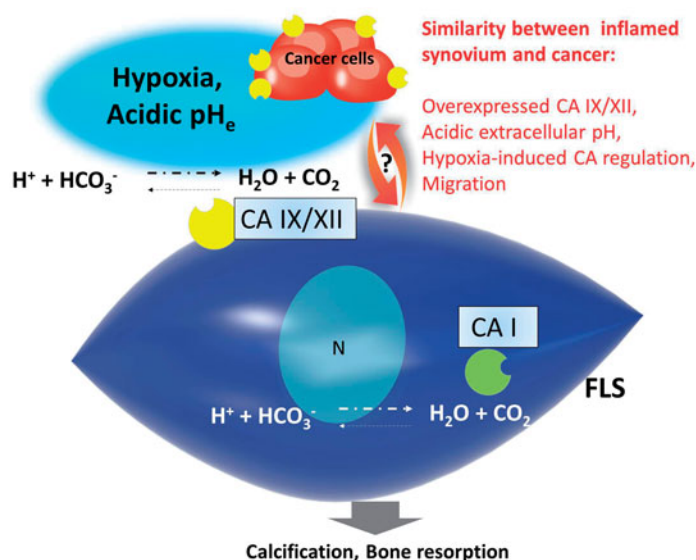 Hypoxia,
Acidic pHₑ
Cancer cells
Similarity between inflamed
synovium and cancer:
Overexpressed CA IX/XII,
Acidic extracellular pH,
Hypoxia-induced CA regulation,
Migration
?
H⁺ + HCO₃⁻ H₂O + CO₂
CA IX/XII
N
CA I
FLS
H⁺ + HCO₃⁻ H₂O + CO₂
Calcification, Bone resorption